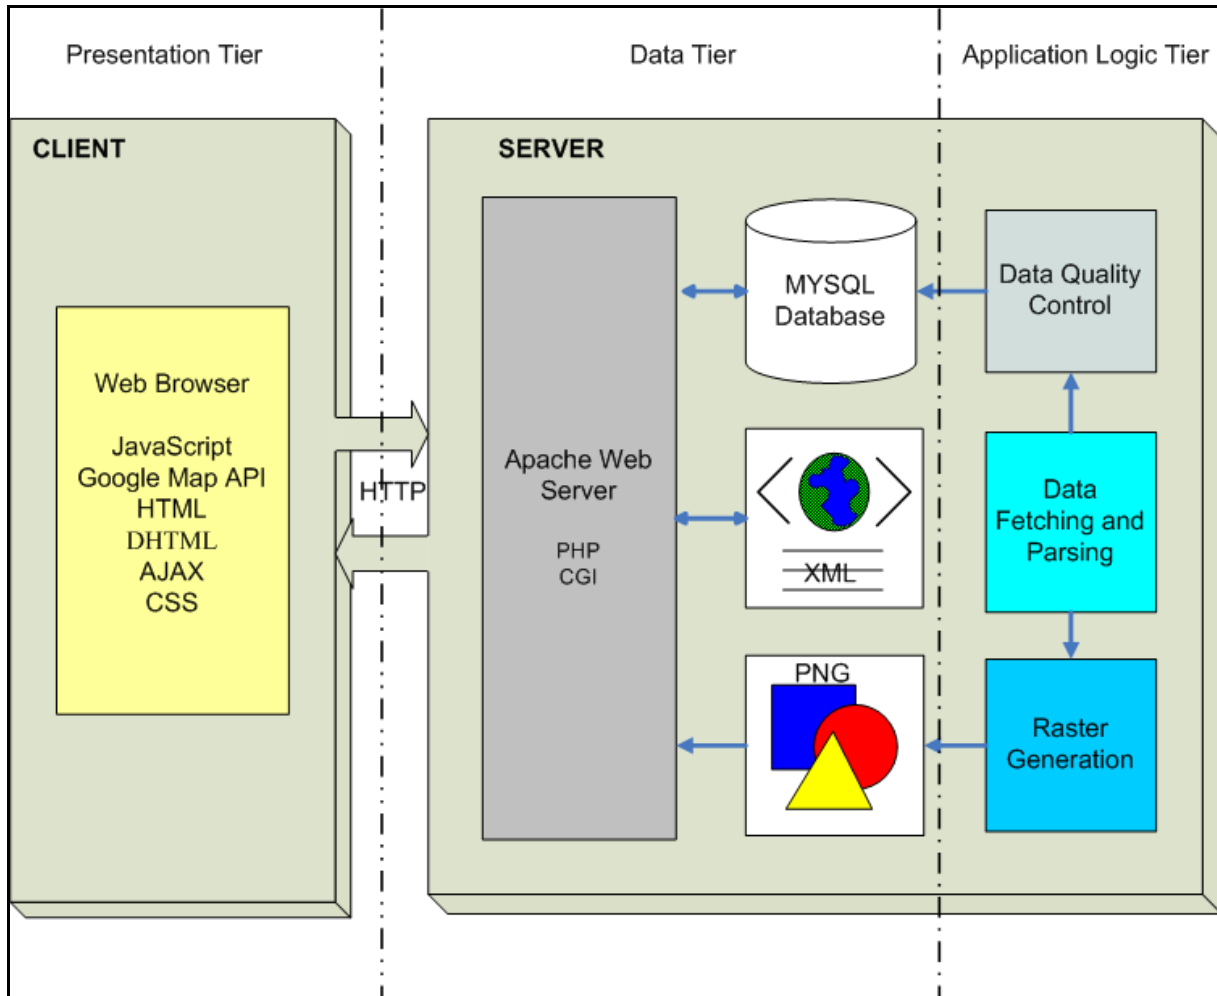 Presentation Tier
Data Tier
Application Logic Tier
CLIENT
Web Browser
JavaScript
Google Map API
HTML
DHTML
AJAX
CSS
HTTP
SERVER
Apache Web
Server
PHP
CGI
MYSQL
Database
XML
PNG
Data Quality
Control
Data
Fetching and
Parsing
Raster
Generation